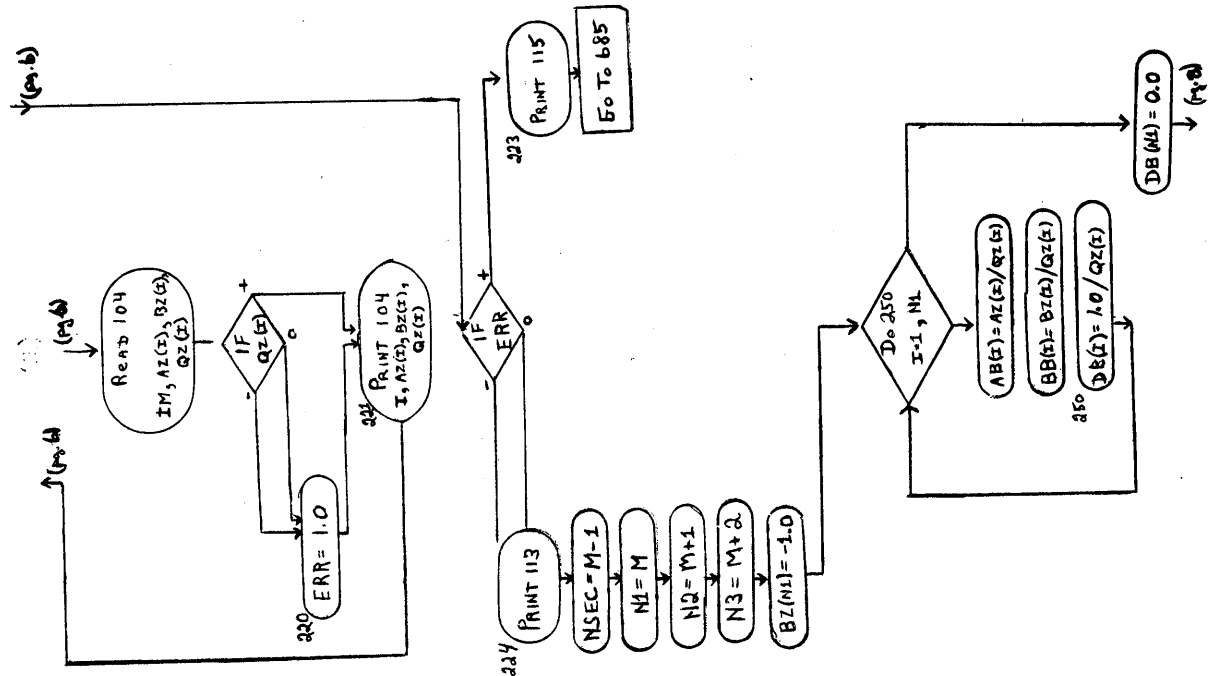 (pg.6)
(pg.6)
(pg.6)
READ 104
IM, AZ(I), BZ(I),
QZ(I)
IF
QZ(I)
-
0
+
220
ERR = 1.0
221
PRINT 104
I, AZ(I), BZ(I),
QZ(I)
IF
ERR
-
0
+
223
PRINT 115
GO TO 685
224
PRINT 113
NSEC = M-1
N1 = M
N2 = M+1
N3 = M+2
BZ(N1) = -1.0
DO 250
I=1, N1
AB(I) = AZ(I)/QZ(I)
BB(I) = BZ(I)/QZ(I)
250
DB(I) = 1.0/QZ(I)
DB(N1) = 0.0
(pg.8)